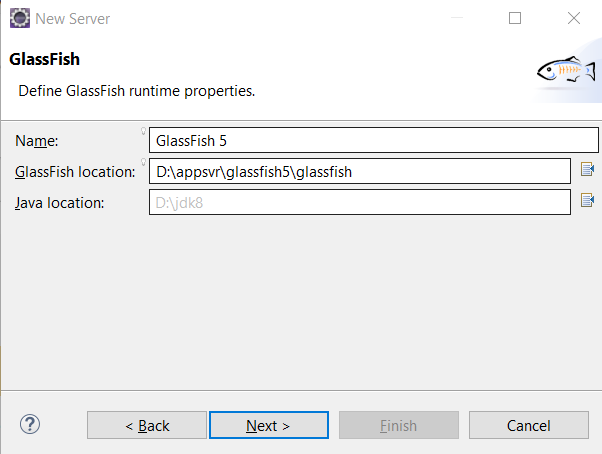 New Server
GlassFish
Define GlassFish runtime properties.
Name: GlassFish 5
GlassFish location: D:\appsvr\glassfish5\glassfish
Java location: D:\jdk8
? < Back Next > Finish Cancel